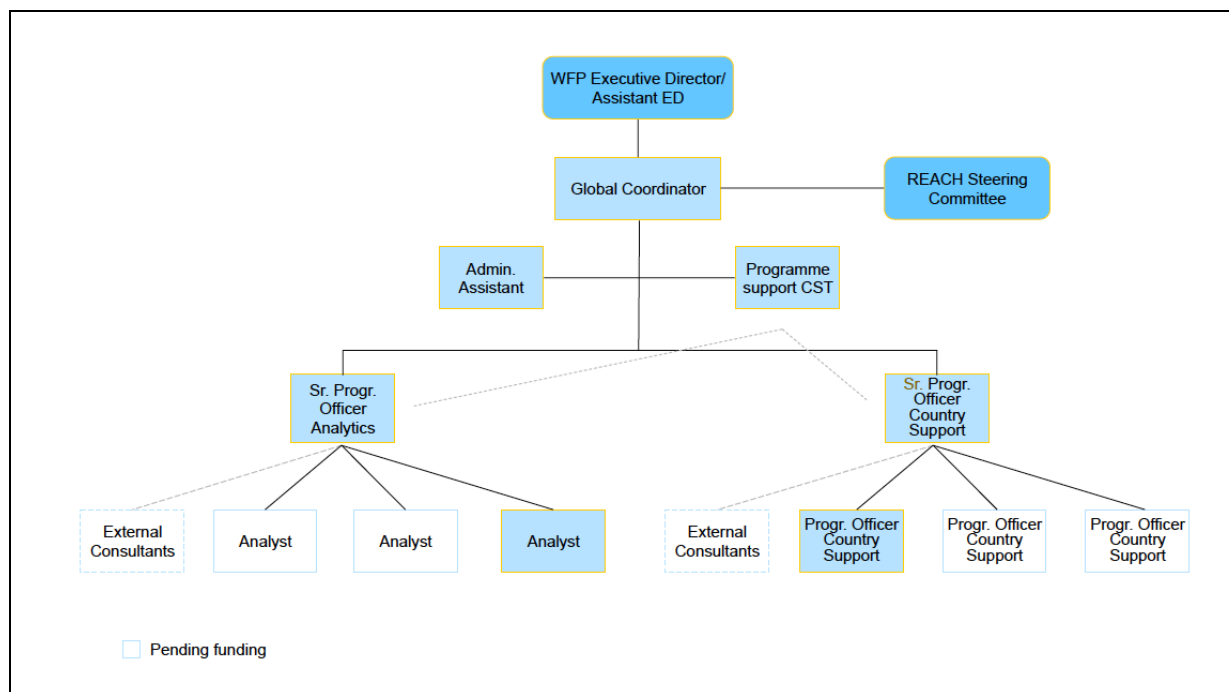 WFP Executive Director/
Assistant ED
Global Coordinator
REACH Steering
Committee
Admin.
Assistant
Programme
support CST
Sr. Progr.
Officer
Analytics
Sr. Progr.
Officer
Country
Support
External
Consultants
Analyst
Analyst
Analyst
External
Consultants
Progr. Officer
Country
Support
Progr. Officer
Country
Support
Progr. Officer
Country
Support
Pending funding